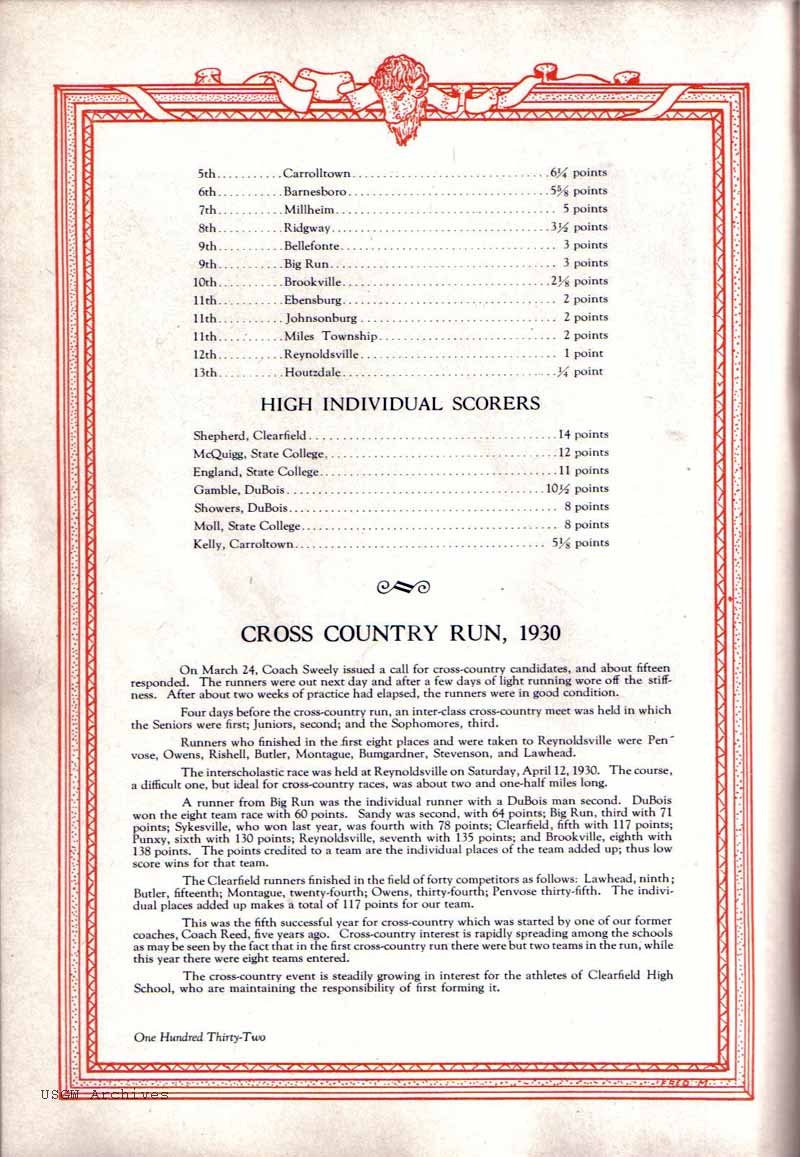 5th...........Carrolltown..................................6¼ points
6th...........Barnesboro...................................5⅝ points
7th...........Millheim...................................... 5 points
8th...........Ridgway......................................3½ points
9th...........Bellefonte..................................... 3 points
9th...........Big Run....................................... 3 points
10th...........Brookville....................................2⅛ points
11th...........Ebensburg..................................... 2 points
11th...........Johnsonburg .................................. 2 points
11th...........Miles Township............................... 2 points
12th...........Reynoldsville.................................. 1 point
13th...........Houtzdale.....................................¼ point
HIGH INDIVIDUAL SCORERS
Shepherd, Clearfield..........................................14 points
McQuigg, State College.......................................12 points
England, State College........................................11 points
Gamble, DuBois.............................................10½ points
Showers, DuBois.............................................. 8 points
Moll, State College............................................ 8 points
Kelly, Carroltown........................................... 5⅛ points
CROSS COUNTRY RUN, 1930
On March 24, Coach Sweely issued a call for cross-country candidates, and about fifteen
responded. The runners were out next day and after a few days of light running wore off the stiff-
ness. After about two weeks of practice had elapsed, the runners were in good condition.
Four days before the cross-country run, an inter-class cross-country meet was held in which
the Seniors were first; Juniors, second; and the Sophomores, third.
Runners who finished in the first eight places and were taken to Reynoldsville were Pen-
vose, Owens, Rishell, Butler, Montague, Bumgardner, Stevenson, and Lawhead.
The interscholastic race was held at Reynoldsville on Saturday, April 12, 1930. The course,
a difficult one, but ideal for cross-country races, was about two and one-half miles long.
A runner from Big Run was the individual runner with a DuBois man second. DuBois
won the eight team race with 60 points. Sandy was second, with 64 points; Big Run, third with 71
points; Sykesville, who won last year, was fourth with 78 points; Clearfield, fifth with 117 points;
Punxy, sixth with 130 points; Reynoldsville, seventh with 135 points; and Brookville, eighth with
138 points. The points credited to a team are the individual places of the team added up; thus low
score wins for that team.
The Clearfield runners finished in the field of forty competitors as follows: Lawhead, ninth;
Butler, fifteenth; Montague, twenty-fourth; Owens, thirty-fourth; Penvose thirty-fifth. The indivi-
dual places added up makes a total of 117 points for our team.
This was the fifth successful year for cross-country which was started by one of our former
coaches, Coach Reed, five years ago. Cross-country interest is rapidly spreading among the schools
as may be seen by the fact that in the first cross-country run there were but two teams in the run, while
this year there were eight teams entered.
The cross-country event is steadily growing in interest for the athletes of Clearfield High
School, who are maintaining the responsibility of first forming it.
One Hundred Thirty-Two
FRED M.
USGW Archives